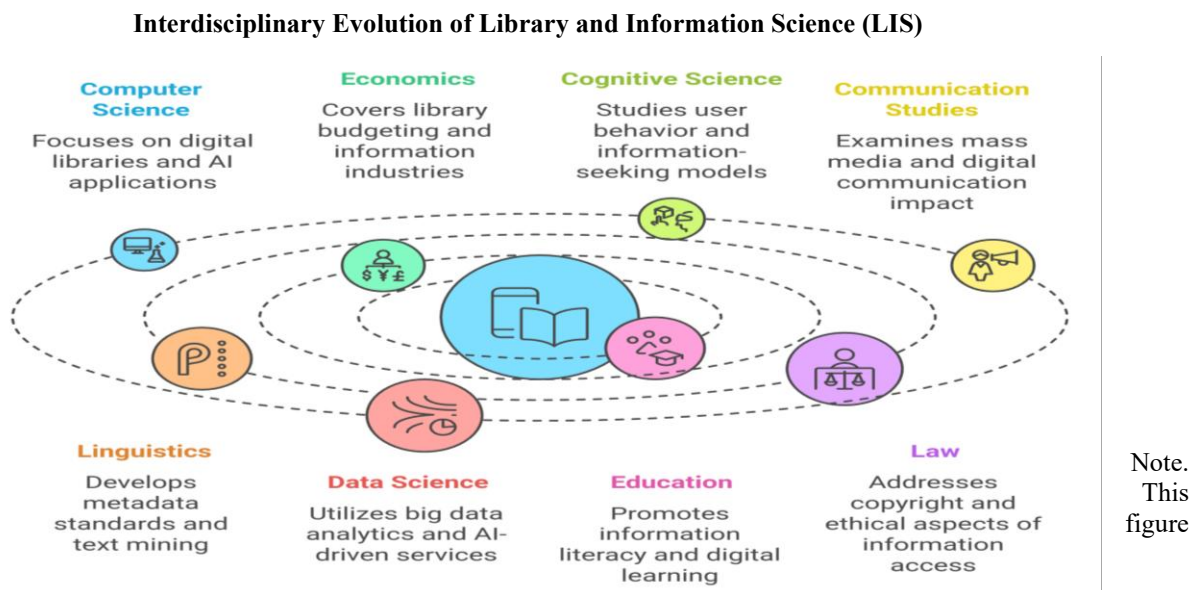 Interdisciplinary Evolution of Library and Information Science (LIS)
Computer
Science
Focuses on digital
libraries and AI
applications
Economics
Covers library
budgeting and
information
industries
Cognitive Science
Studies user
behavior and
information-
seeking models
Communication
Studies
Examines mass
media and digital
communication
impact
$ ¥ £
P
Linguistics
Develops
metadata
standards and
text mining
Data Science
Utilizes big data
analytics and AI-
driven services
Education
Promotes
information
literacy and digital
learning
Law
Addresses
copyright and
ethical aspects of
information
access
Note.
This
figure